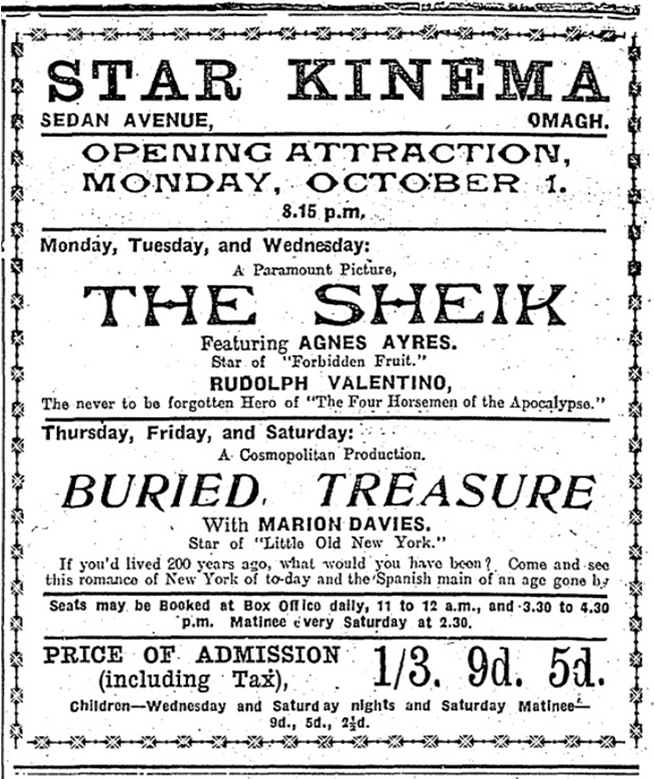 STAR KINEMA
SEDAN AVENUE, OMAGH.
OPENING ATTRACTION,
MONDAY, OCTOBER 1.
8.15 p.m.
Monday, Tuesday, and Wednesday:
A Paramount Picture,
THE SHEIK
Featuring AGNES AYRES.
Star of "Forbidden Fruit."
RUDOLPH VALENTINO,
The never to be forgotten Hero of "The Four Horsemen of the Apocalypse."
Thursday, Friday, and Saturday:
A Cosmopolitan Production.
BURIED TREASURE
With MARION DAVIES.
Star of "Little Old New York."
If you'd lived 200 years ago, what would you have been? Come and see
this romance of New York of to-day and the Spanish main of an age gone by
Seats may be Booked at Box Office daily, 11 to 12 a.m., and 3.30 to 4.30
p.m. Matinee every Saturday at 2.30.
PRICE OF ADMISSION
(including Tax), 1/3. 9d. 5d.
Children—Wednesday and Saturday nights and Saturday Matinee—
9d., 5d., 2½d.